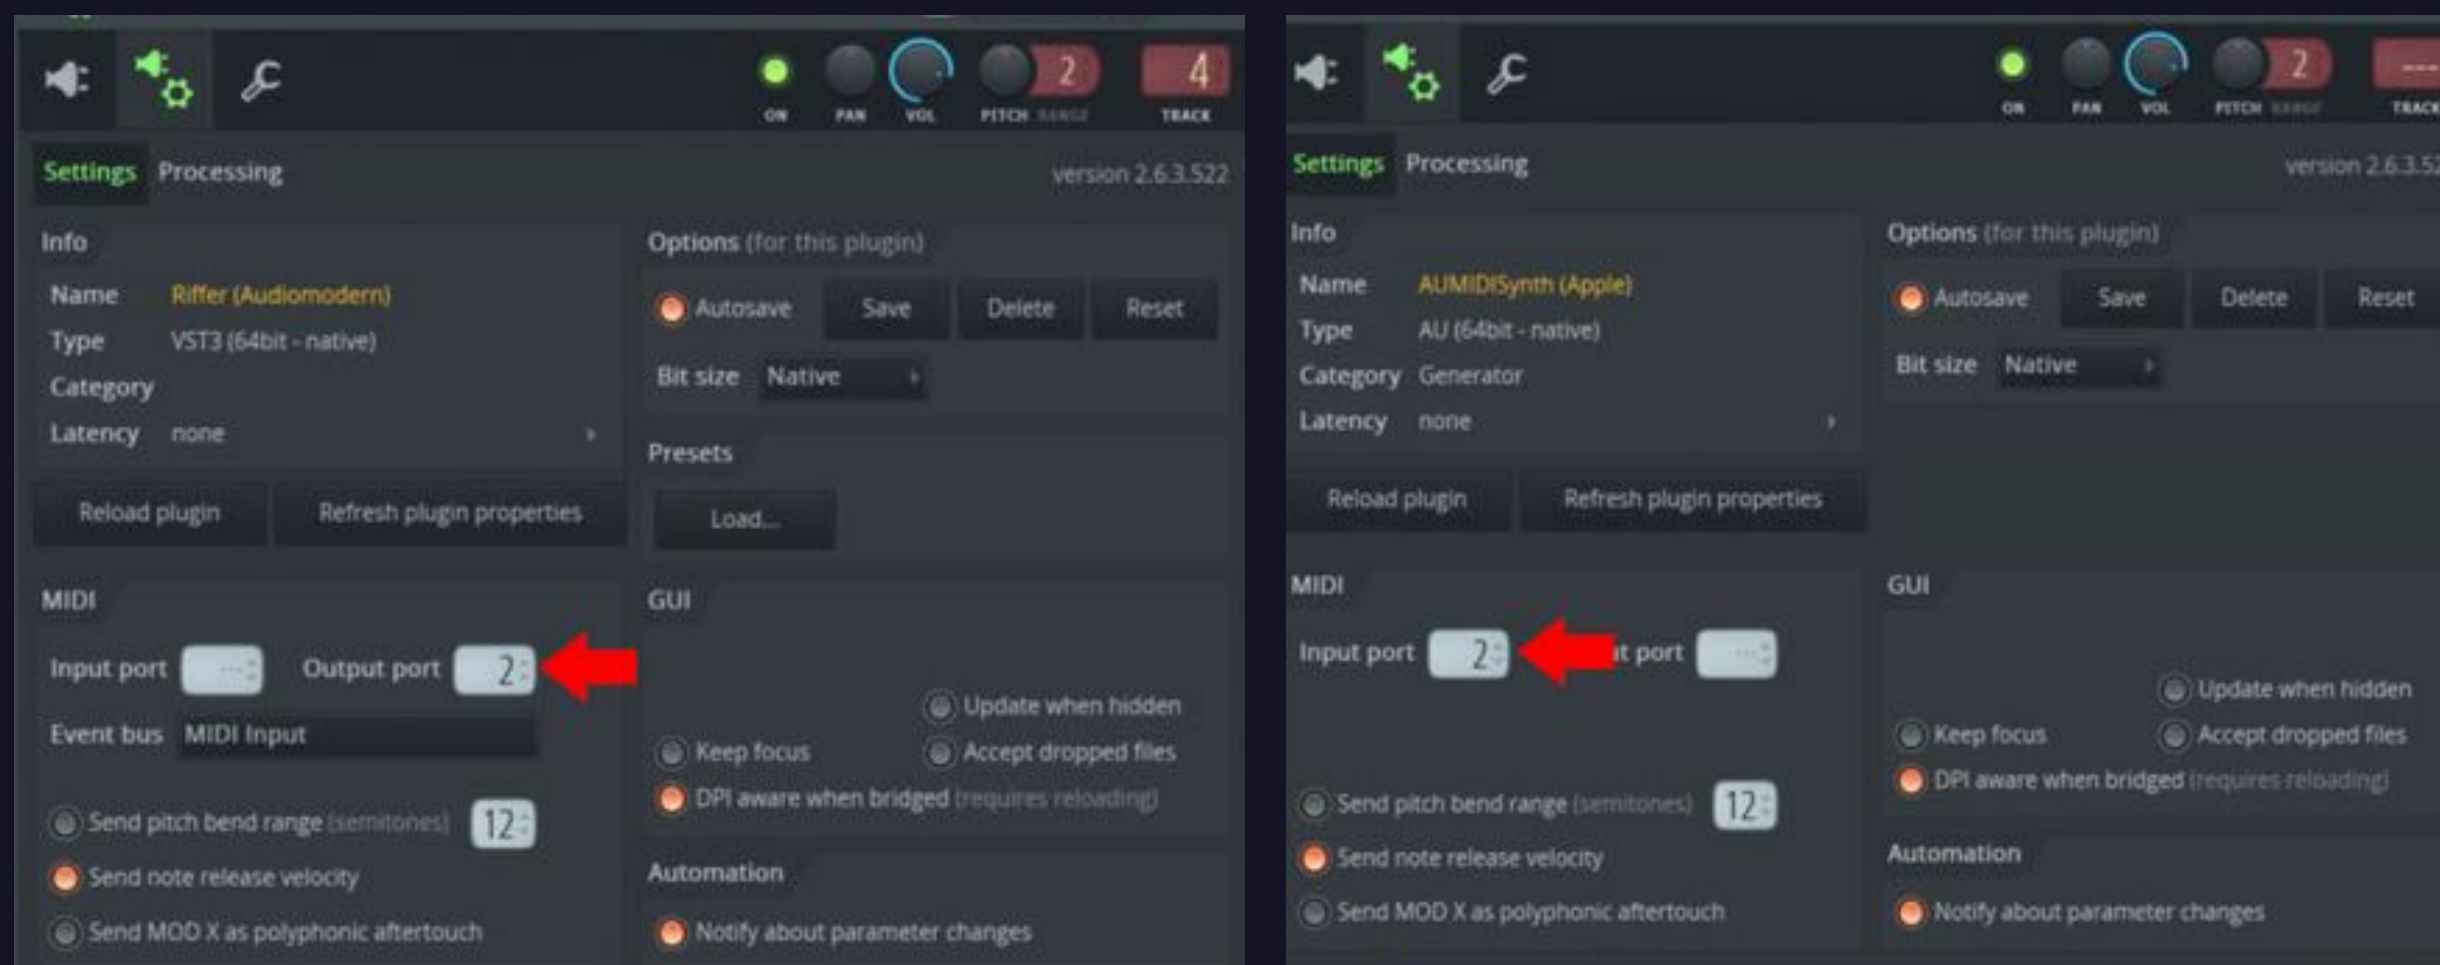 2
4
ON PAN VOL PITCH RANGE TRACK
Settings Processing version 2.6.3.522
Info
Name Riffer (Audiomodern)
Type VST3 (64bit - native)
Category
Latency none
Reload plugin Refresh plugin properties
Options (for this plugin)
Autosave Save Delete Reset
Bit size Native
Presets
Load...
MIDI
Input port --- Output port 2
Event bus MIDI Input
Send pitch bend range (semitones) 12
Send note release velocity
Send MOD X as polyphonic aftertouch
GUI
Update when hidden
Keep focus Accept dropped files
DPI aware when bridged (requires reloading)
Automation
Notify about parameter changes
2
---
ON PAN VOL PITCH RANGE TRACK
Settings Processing version 2.6.3.52
Info
Name AUMIDISynth (Apple)
Type AU (64bit - native)
Category Generator
Latency none
Reload plugin Refresh plugin properties
Options (for this plugin)
Autosave Save Delete Reset
Bit size Native
MIDI
Input port 2 t port ---
Send pitch bend range (semitones) 12
Send note release velocity
Send MOD X as polyphonic aftertouch
GUI
Update when hidden
Keep focus Accept dropped files
DPI aware when bridged (requires reloading)
Automation
Notify about parameter changes